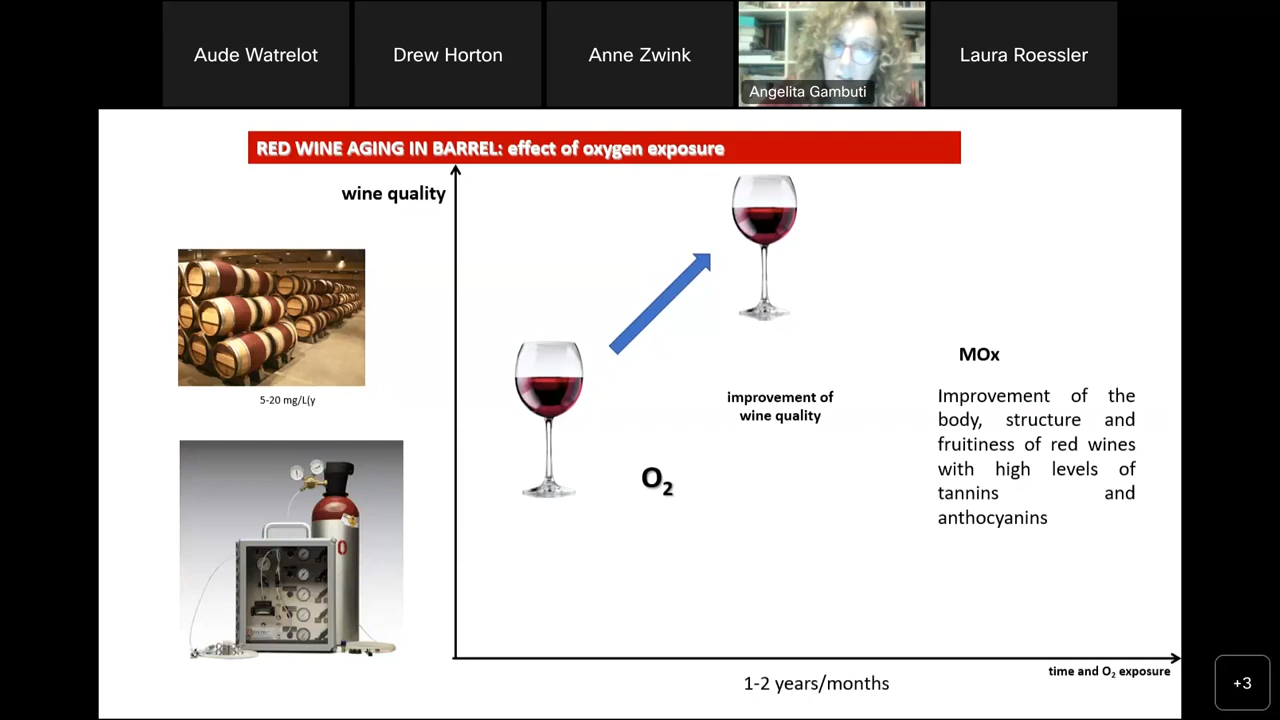 Aude Watrelot
Drew Horton
Anne Zwink
Angelita Gambuti
Laura Roessler
RED WINE AGING IN BARREL: effect of oxygen exposure
wine quality
5-20 mg/L(y
O2
improvement of
wine quality
MOx
Improvement of the
body, structure and
fruitiness of red wines
with high levels of
tannins and
anthocyanins
time and O2 exposure
1-2 years/months
+3